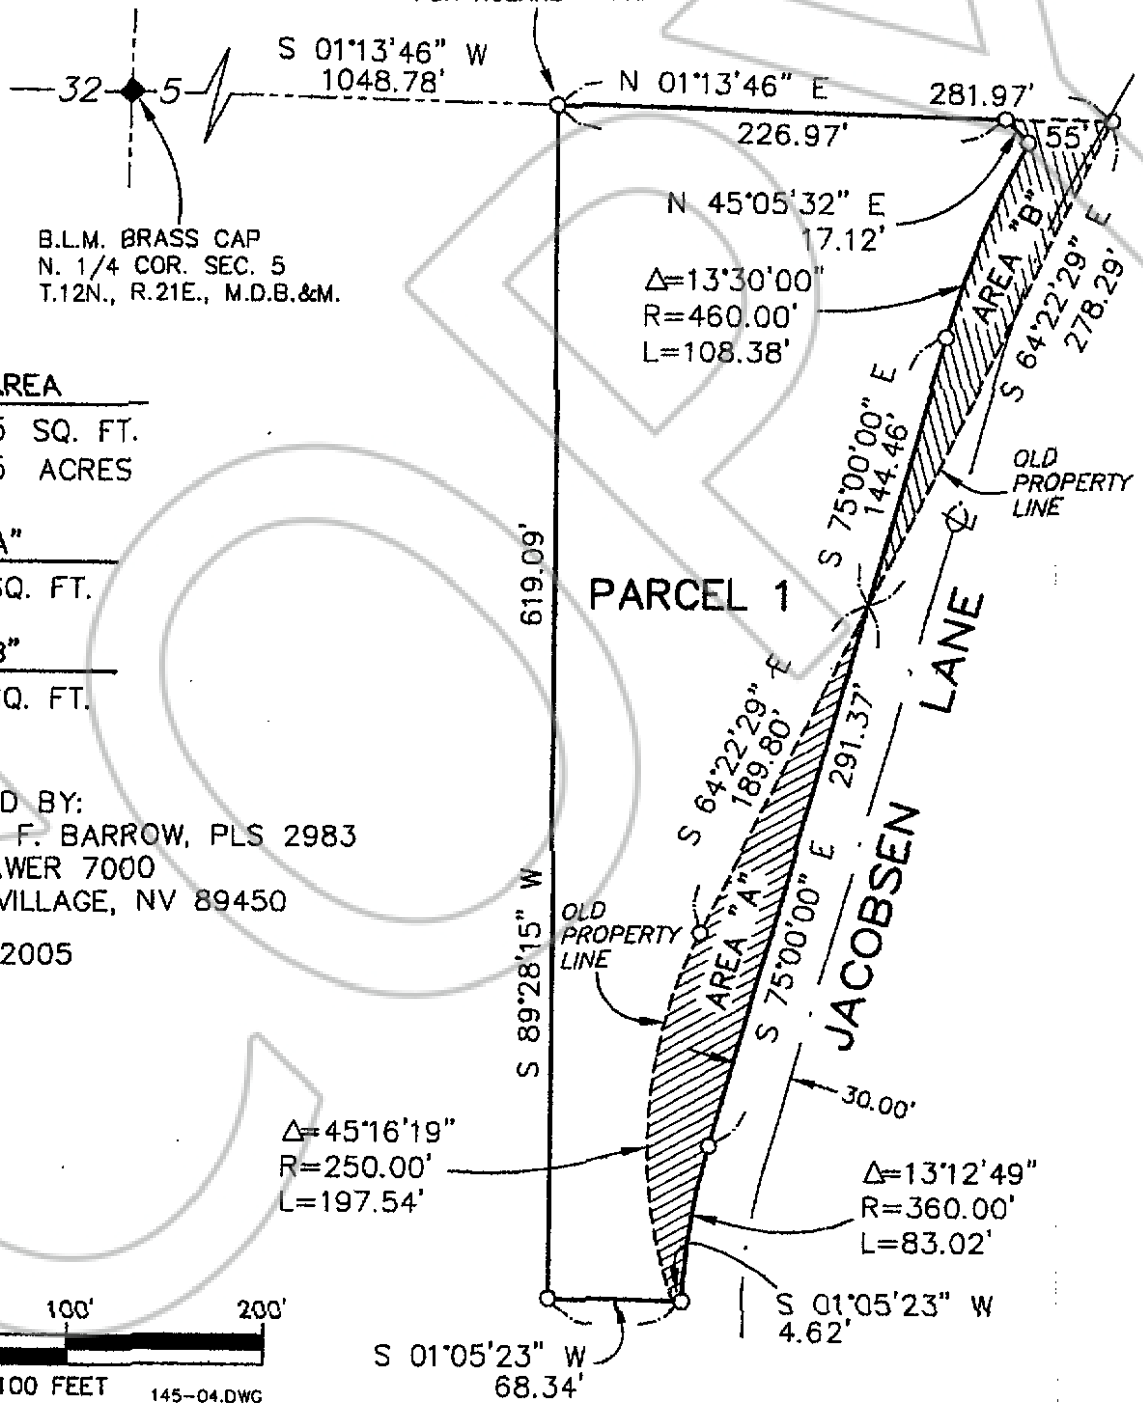 S 01°13'46" W
1048.78'
32
5
N 01°13'46" E
281.97'
226.97'
55'
N 45°05'32" E
17.12'
B.L.M. BRASS CAP
N. 1/4 COR. SEC. 5
T.12N., R.21E., M.D.B.&M.
Δ=13°30'00"
R=460.00'
L=108.38'
AREA "B"
S 64°22'29" E
278.29'
AREA
SQ. FT.
ACRES
S 75°00'00" E
144.46'
OLD
PROPERTY
LINE
SQ. FT.
619.09'
PARCEL 1
SQ. FT.
S 64°22'29" E
189.80'
291.37'
JACOBSEN LANE
BY:
F. BARROW, PLS 2983
7000
VILLAGE, NV 89450
2005
S 89°28'15" W
OLD
PROPERTY
LINE
AREA "A"
S 75°00'00" E
30.00'
Δ=45°16'19"
R=250.00'
L=197.54'
Δ=13°12'49"
R=360.00'
L=83.02'
S 01°05'23" W
4.62'
100' 200'
S 01°05'23" W
68.34'
100 FEET
145-04.DWG
COPY